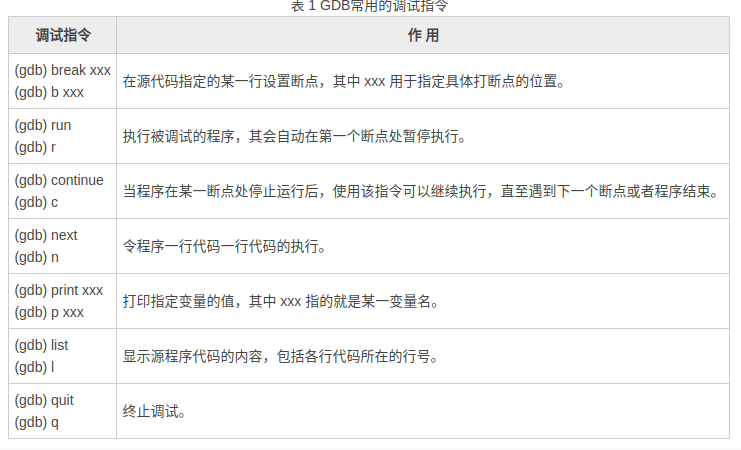 表 1 GDB常用的调试指令
调试指令
作 用
(gdb) break xxx
(gdb) b xxx
在源代码指定的某一行设置断点，其中 xxx 用于指定具体打断点的位置。
(gdb) run
(gdb) r
执行被调试的程序，其会自动在第一个断点处暂停执行。
(gdb) continue
(gdb) c
当程序在某一断点处停止运行后，使用该指令可以继续执行，直至遇到下一个断点或者程序结束。
(gdb) next
(gdb) n
令程序一行代码一行代码的执行。
(gdb) print xxx
(gdb) p xxx
打印指定变量的值，其中 xxx 指的就是某一变量名。
(gdb) list
(gdb) l
显示源程序代码的内容，包括各行代码所在的行号。
(gdb) quit
(gdb) q
终止调试。